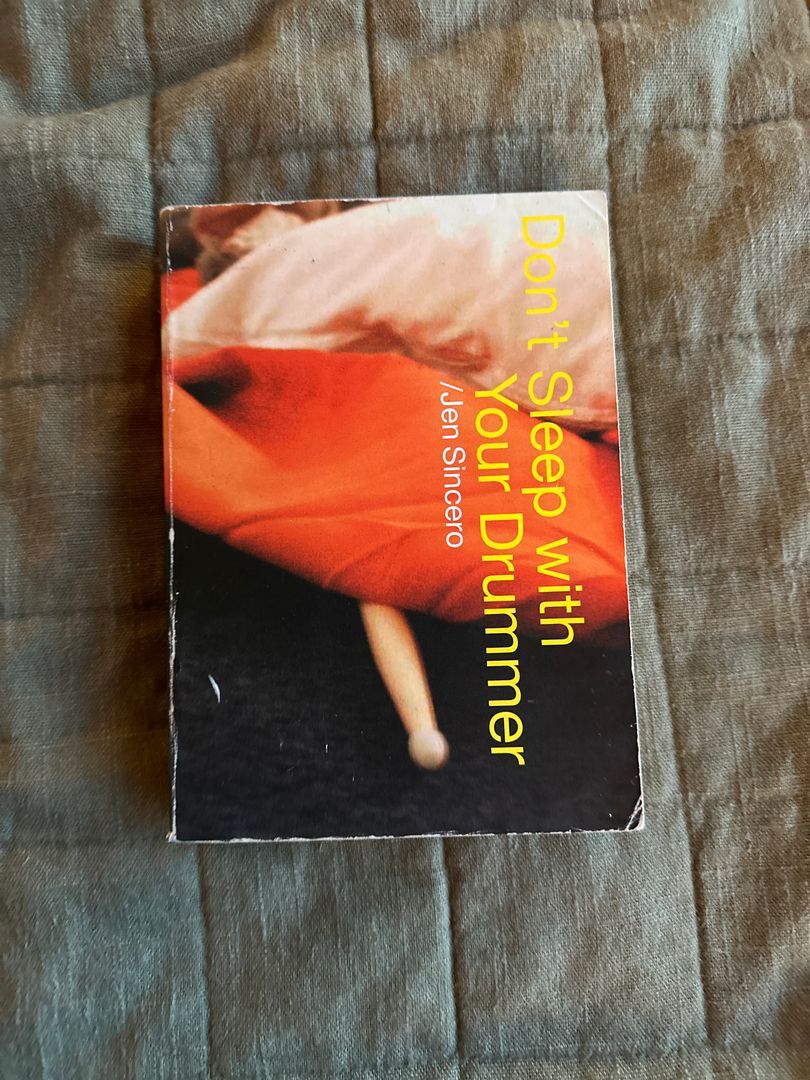 Don't Sleep with
Your Drummer
/Jen Sincero